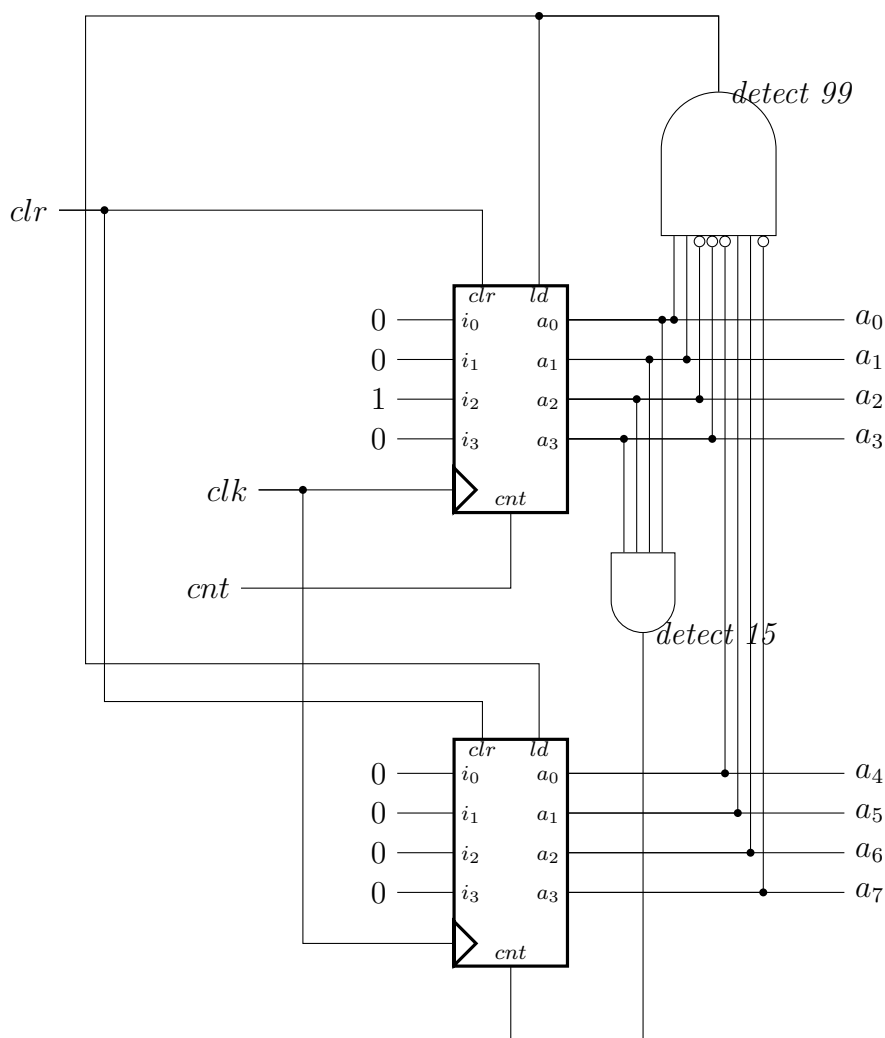 detect 99
clr
clr ld
0 i₀ a₀ a₀
0 i₁ a₁ a₁
1 i₂ a₂ a₂
0 i₃ a₃ a₃
clk
cnt
cnt
detect 15
clr ld
0 i₀ a₀ a₄
0 i₁ a₁ a₅
0 i₂ a₂ a₆
0 i₃ a₃ a₇
cnt